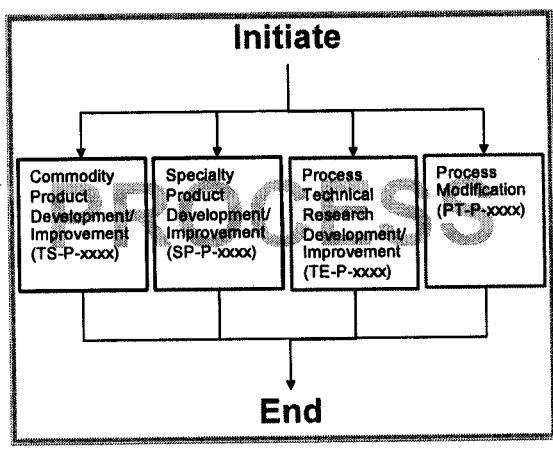 Initiate
Commodity
Product
Development/
Improvement
(TS-P-xxxx)
Specialty
Product
Development/
Improvement
(SP-P-xxxx)
Process
Technical
Research
Development/
Improvement
(TE-P-xxxx)
Process
Modification
(PT-P-xxxx)
PROCESS
End